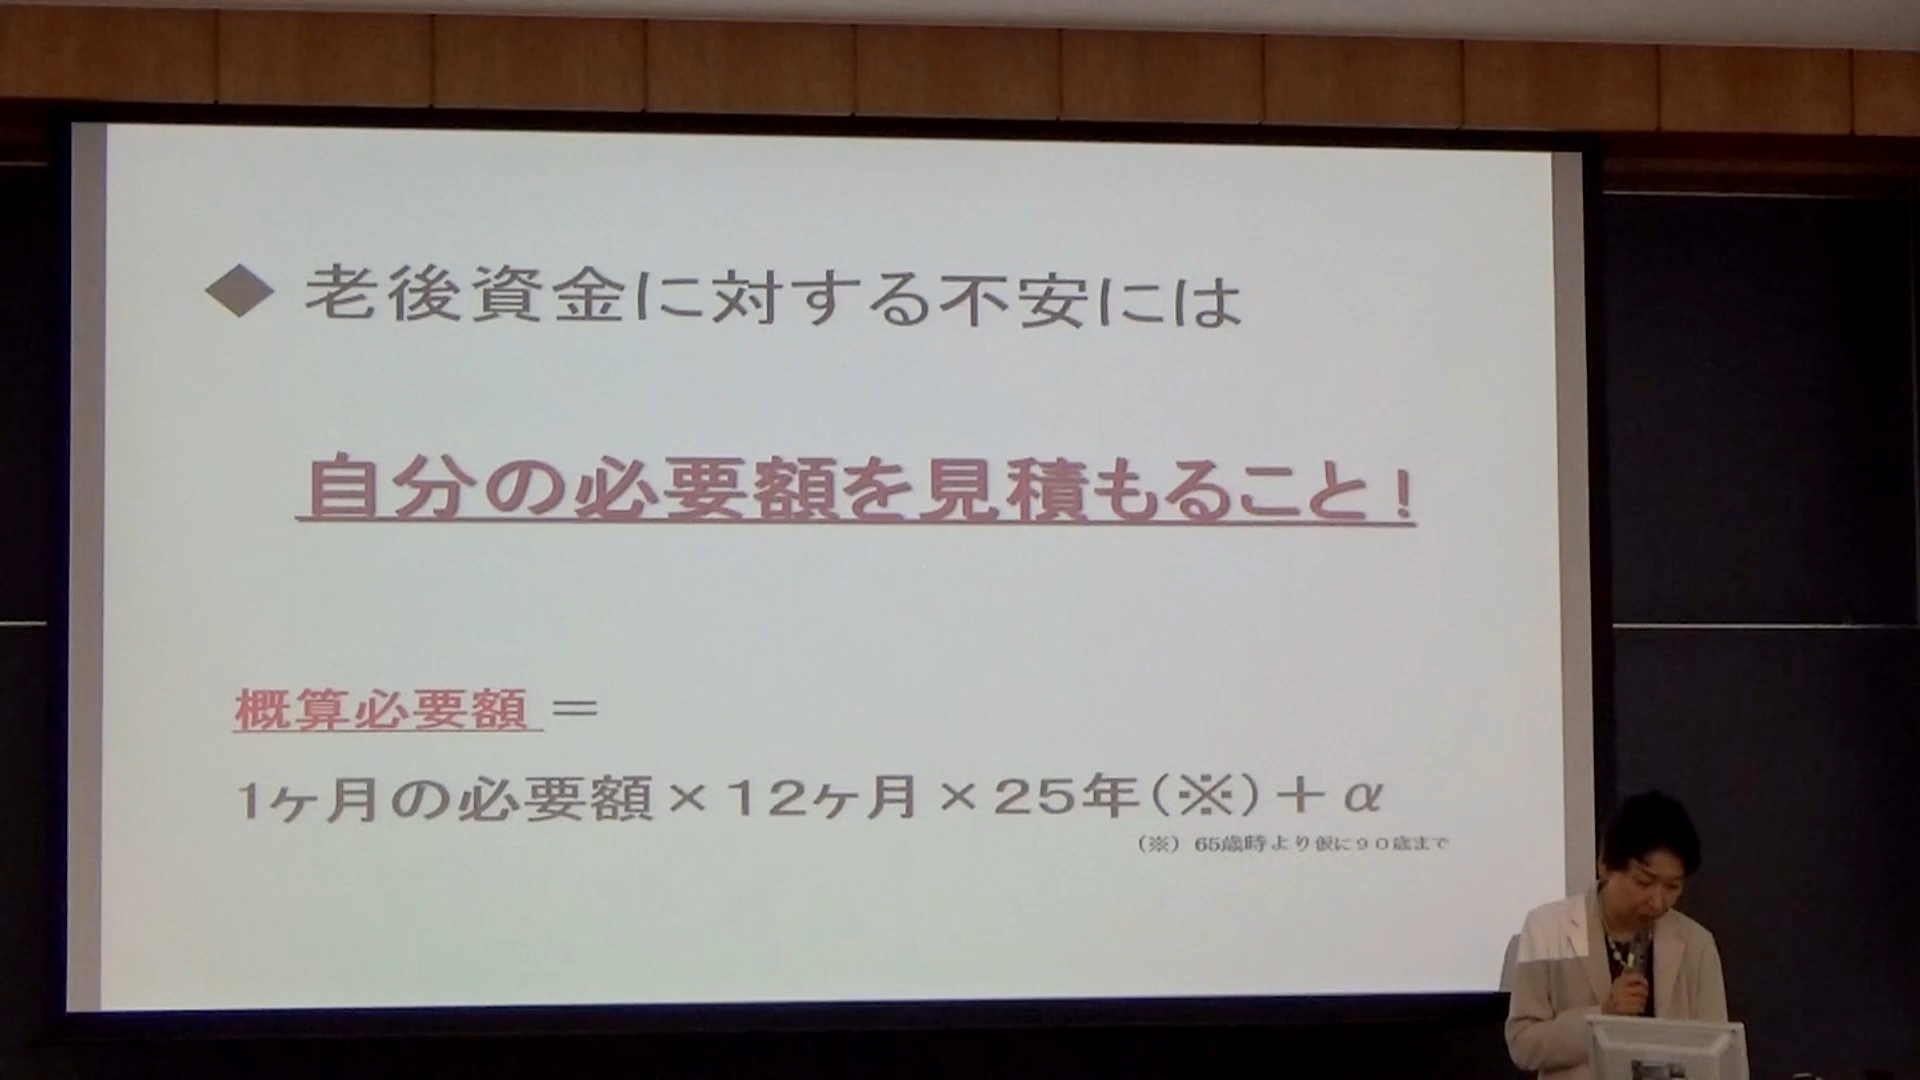 ◆ 老後資金に対する不安には
自分の必要額を見積もること！
概算必要額 ＝
1ヶ月の必要額×12ヶ月×25年(※)＋α
(※) 65歳時より仮に９０歳まで